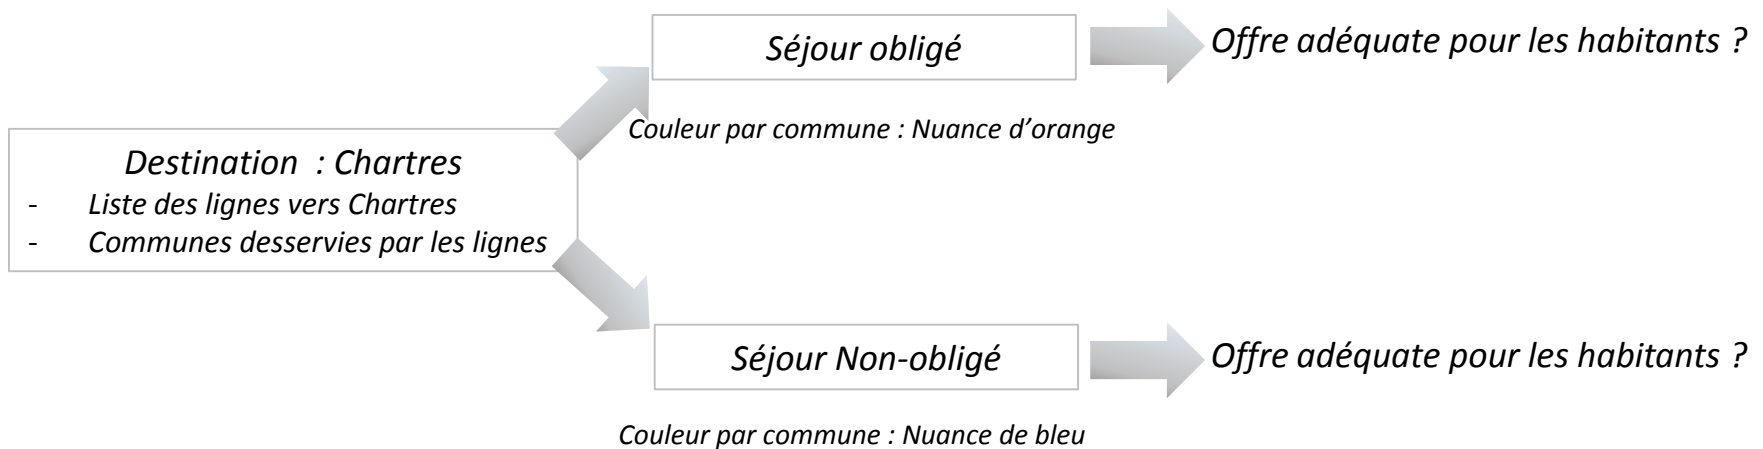 Séjour obligé
Offre adéquate pour les habitants ?
Couleur par commune : Nuance d’orange
Destination : Chartres
- Liste des lignes vers Chartres
- Communes desservies par les lignes
Séjour Non-obligé
Offre adéquate pour les habitants ?
Couleur par commune : Nuance de bleu